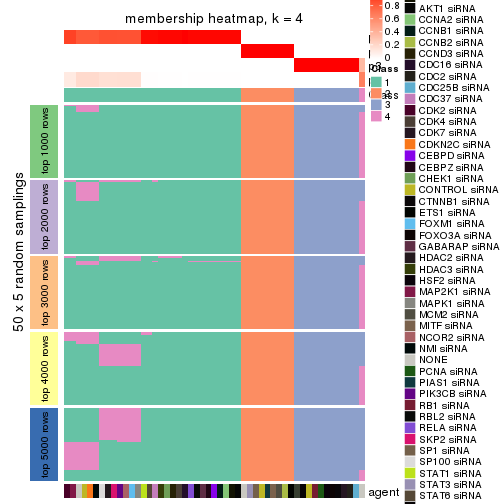 membership heatmap, k = 4
50 x 5 random samplings
top 1000 rows
top 2000 rows
top 3000 rows
top 4000 rows
top 5000 rows
0.8
0.6
0.4
0.2
0
Class
1
2
3
4
agent
AKT1 siRNA
CCNA2 siRNA
CCNB1 siRNA
CCNB2 siRNA
CCND3 siRNA
CDC16 siRNA
CDC2 siRNA
CDC25B siRNA
CDC37 siRNA
CDK2 siRNA
CDK4 siRNA
CDK7 siRNA
CDKN2C siRNA
CEBPD siRNA
CEBPZ siRNA
CHEK1 siRNA
CONTROL siRNA
CTNNB1 siRNA
ETS1 siRNA
FOXM1 siRNA
FOXO3A siRNA
GABARAP siRNA
HDAC2 siRNA
HDAC3 siRNA
HSF2 siRNA
MAP2K1 siRNA
MAPK1 siRNA
MCM2 siRNA
MITF siRNA
NCOR2 siRNA
NMI siRNA
NONE
PCNA siRNA
PIAS1 siRNA
PIK3CB siRNA
RB1 siRNA
RBL2 siRNA
RELA siRNA
SKP2 siRNA
SP1 siRNA
SP100 siRNA
STAT1 siRNA
STAT3 siRNA
STAT6 siRNA